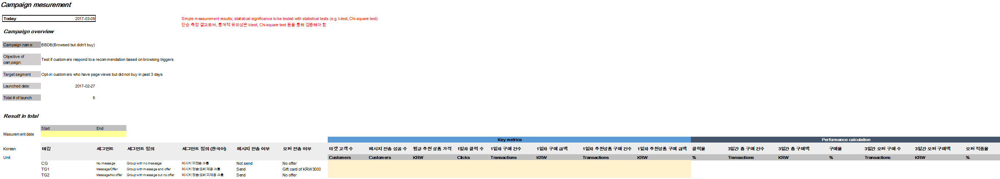 Campaign mesurement
Today 2017-03-09
Simple measurement results; statistical significance to be tested with statistical tests (e.g. t-test, Chi-square test)
단순 측정 결과로써, 통계적 유의성은 t-test, Chi-square test 등을 통해 검증해야 함
Campaign overview
Campaign name: BBDB(Browsed but didn't buy)
Objective of
campaign:
Test if customers respond to a recommendation based on browsing triggers
Target segment Opt-in customers who have page views but did not buy in past 3 days
Launched date: 2017-02-27
Total # of launch 5
Result in total
Start End
Masurement date
Key metrics Performance calculation
Korean 태깅 세그먼트 세그먼트 정의 세그먼트 정의 (한국어) 메시지 전송 여부 오퍼 전송 여부 타겟 고객 수 메시지 전송 성공 수 평균 추천 상품 가격 1일차 클릭 수 1일차 구매 건수 1일차 구매 금액 1일차 추천상품 구매 건수 1일차 추천상품 구매 금액 클릭율 3일간 총 구매 건수 3일간 총 구매액 구매율 3일간 오퍼 구매 수 3일간 오퍼 구매액 오퍼 적중율
Unit Customers Customers KRW Clicks Transactions KRW Transactions KRW % Transactions KRW % Transactions KRW %
CG No message Group with no message 메시지 미전송 그룹 Not send No offer
TG1 Message/Offer Group with message and offer 메시지 전송/오퍼 제공 그룹 Send Gift card of KRW3000
TG2 Message/No offer Group with message but no offer 메시지 전송/오퍼 미제공 그룹 Send No offer